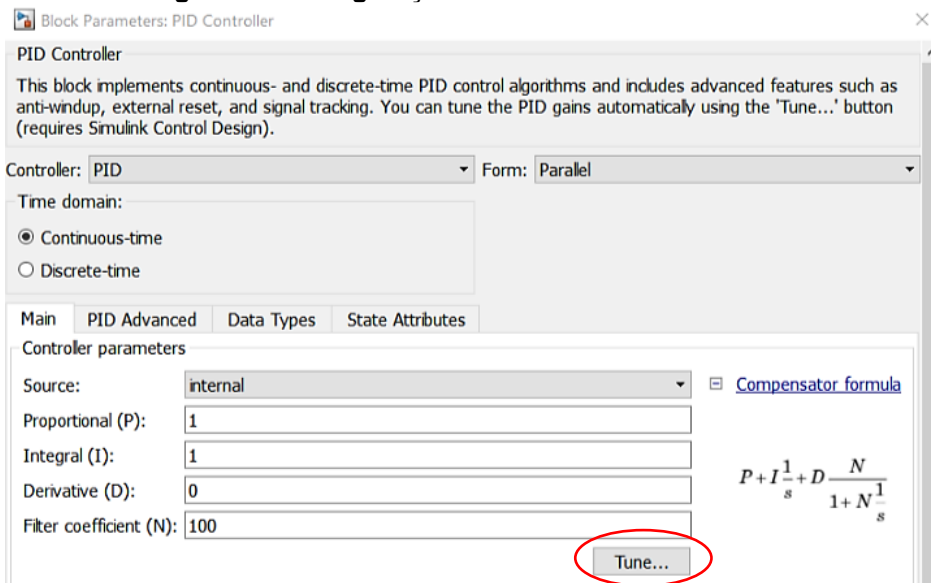 Block Parameters: PID Controller
PID Controller
This block implements continuous- and discrete-time PID control algorithms and includes advanced features such as
anti-windup, external reset, and signal tracking. You can tune the PID gains automatically using the 'Tune...' button
(requires Simulink Control Design).
Controller: PID Form: Parallel
Time domain:
Continuous-time
Discrete-time
Main PID Advanced Data Types State Attributes
Controller parameters
Source: internal Compensator formula
Proportional (P): 1
Integral (I): 1
Derivative (D): 0
Filter coefficient (N): 100
P+I 1/s +D N/(1+N 1/s)
Tune...